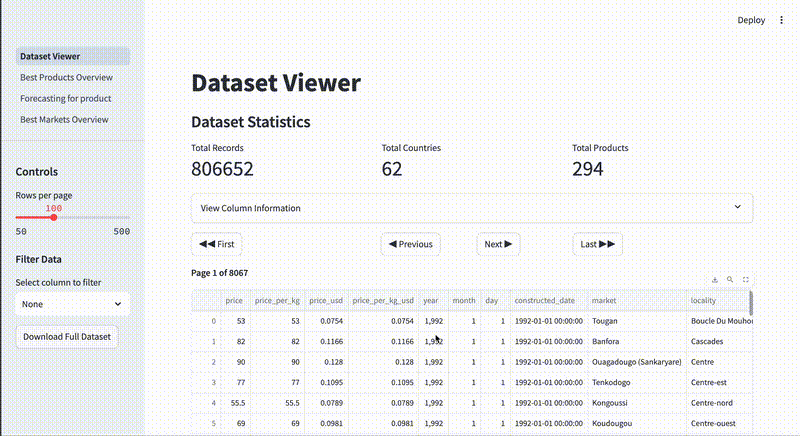 Deploy
Dataset Viewer
Best Products Overview
Forecasting for product
Best Markets Overview
Controls
Rows per page
100
50 500
Filter Data
Select column to filter
None
Download Full Dataset
Dataset Viewer
Dataset Statistics
Total Records Total Countries Total Products
806652 62 294
View Column Information
◀◀ First ◀ Previous Next ▶ Last ▶▶
Page 1 of 8067
price price_per_kg price_usd price_per_kg_usd year month day constructed_date market locality
0 53 53 0.0754 0.0754 1,992 1 1 1992-01-01 00:00:00 Tougan Boucle Du Mouhou
1 82 82 0.1166 0.1166 1,992 1 1 1992-01-01 00:00:00 Banfora Cascades
2 90 90 0.128 0.128 1,992 1 1 1992-01-01 00:00:00 Ouagadougou (Sankaryare) Centre
3 77 77 0.1095 0.1095 1,992 1 1 1992-01-01 00:00:00 Tenkodogo Centre-est
4 55.5 55.5 0.0789 0.0789 1,992 1 1 1992-01-01 00:00:00 Kongoussi Centre-nord
5 69 69 0.0981 0.0981 1,992 1 1 1992-01-01 00:00:00 Koudougou Centre-ouest